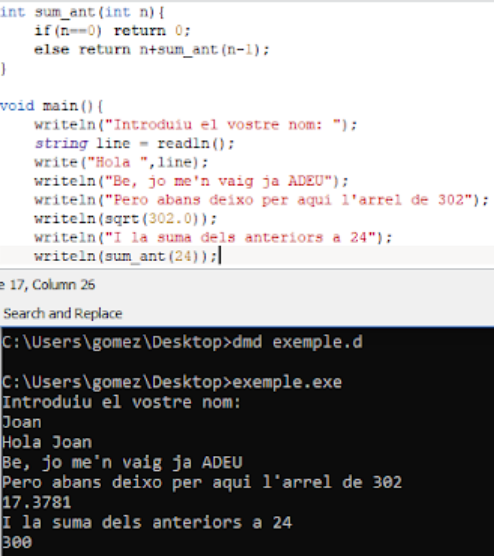 int sum_ant(int n){
if(n==0) return 0;
else return n+sum_ant(n-1);
}
void main(){
writeln("Introduiu el vostre nom: ");
string line = readln();
write("Hola ",line);
writeln("Be, jo me'n vaig ja ADEU");
writeln("Pero abans deixo per aqui l'arrel de 302");
writeln(sqrt(302.0));
writeln("I la suma dels anteriors a 24");
writeln(sum_ant(24));
e 17, Column 26
Search and Replace
C:\Users\gomez\Desktop>dmd exemple.d
C:\Users\gomez\Desktop>exemple.exe
Introduiu el vostre nom:
Joan
Hola Joan
Be, jo me'n vaig ja ADEU
Pero abans deixo per aqui l'arrel de 302
17.3781
I la suma dels anteriors a 24
300